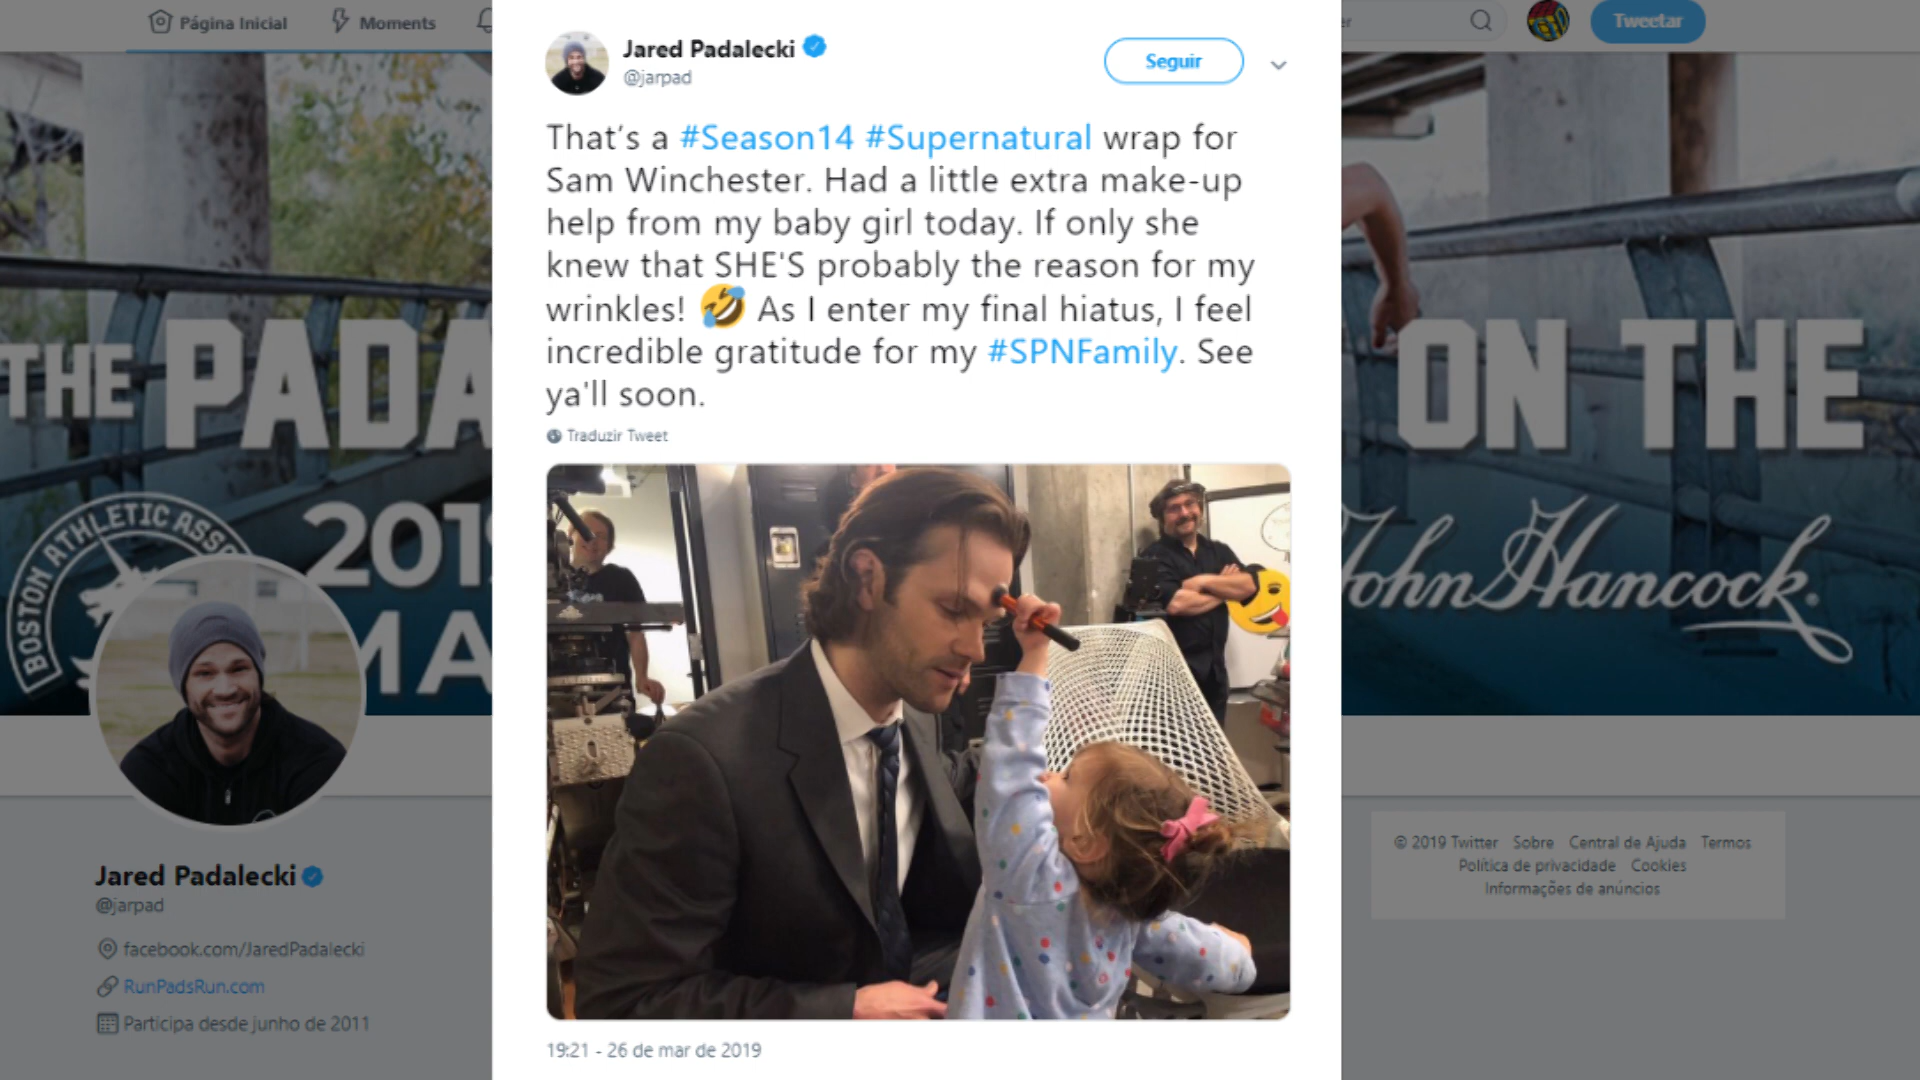 Página Inicial
Moments
Tweetar
Jared Padalecki
@jarpad
Seguir
That's a #Season14 #Supernatural wrap for
Sam Winchester. Had a little extra make-up
help from my baby girl today. If only she
knew that SHE'S probably the reason for my
wrinkles! 🤣 As I enter my final hiatus, I feel
incredible gratitude for my #SPNFamily. See
ya'll soon.
Traduzir Tweet
19:21 - 26 de mar de 2019
THE PADA
ON THE
BOSTON ATHLETIC ASSO
201
MA
John Hancock.
Jared Padalecki
@jarpad
facebook.com/JaredPadalecki
RunPadsRun.com
Participa desde junho de 2011
© 2019 Twitter Sobre Central de Ajuda Termos
Política de privacidade Cookies
Informações de anúncios